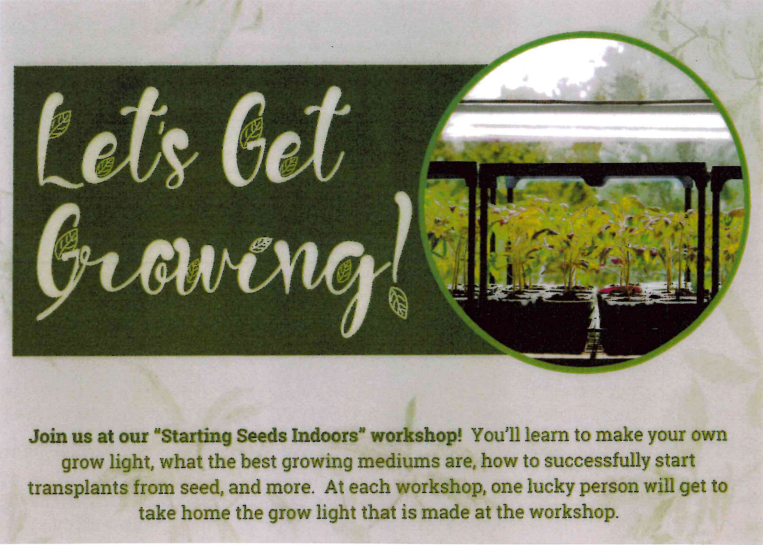 Let's Get
Growing!
Join us at our “Starting Seeds Indoors” workshop! You’ll learn to make your own
grow light, what the best growing mediums are, how to successfully start
transplants from seed, and more. At each workshop, one lucky person will get to
take home the grow light that is made at the workshop.